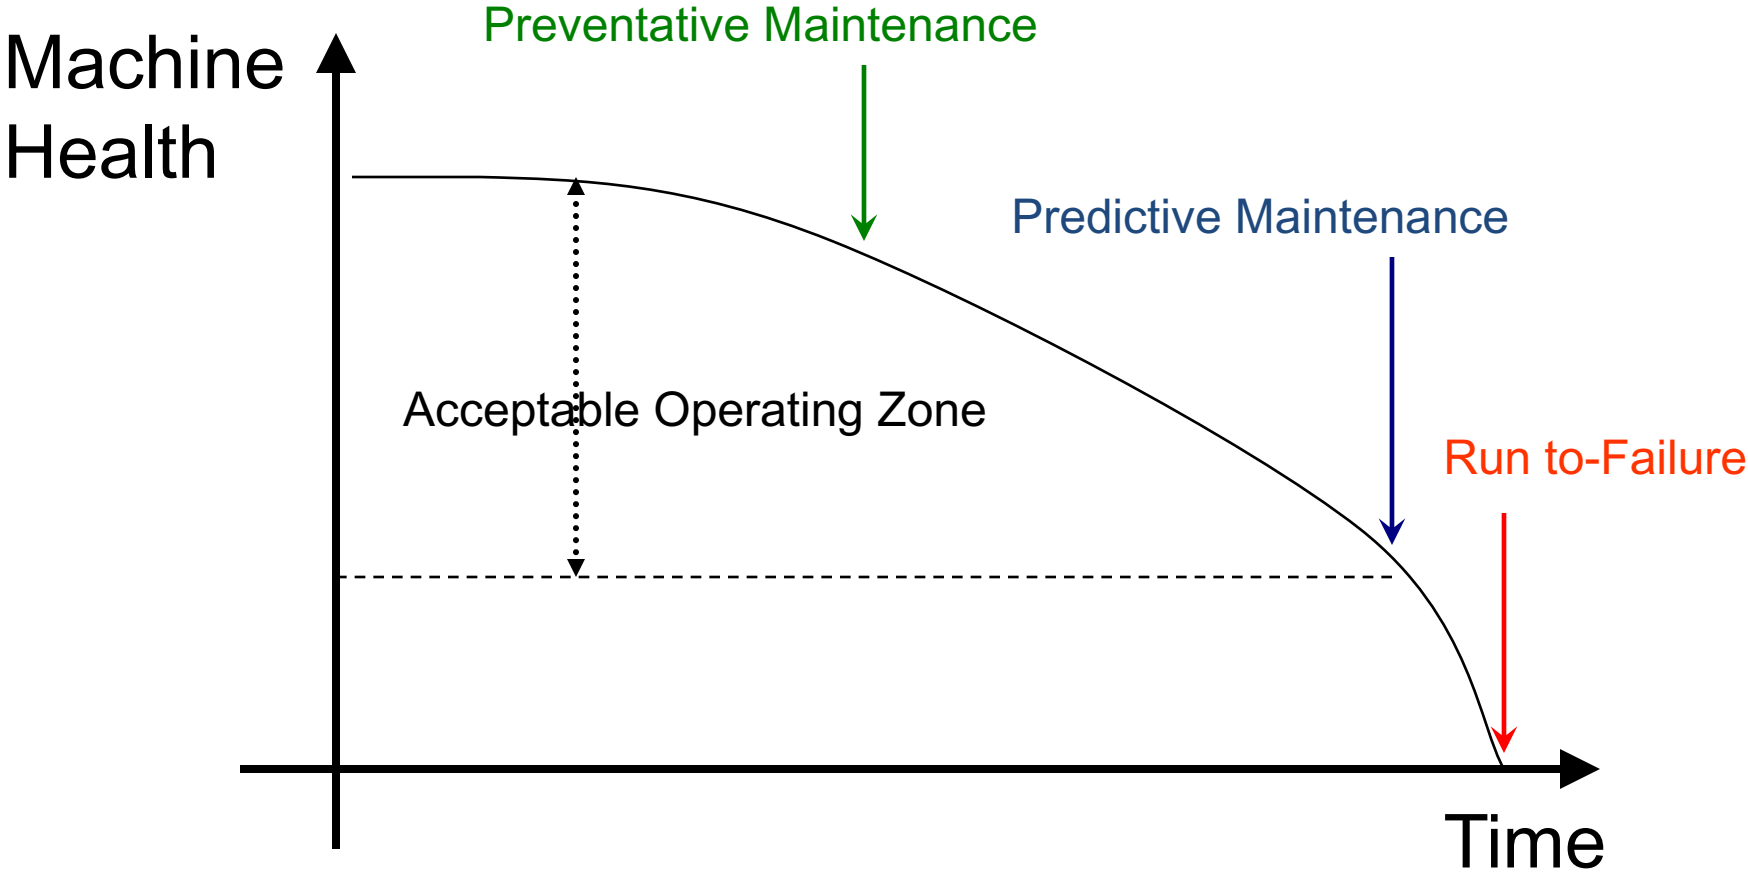 Preventative Maintenance
Machine
Health
Predictive Maintenance
Acceptable Operating Zone
Run to-Failure
Time